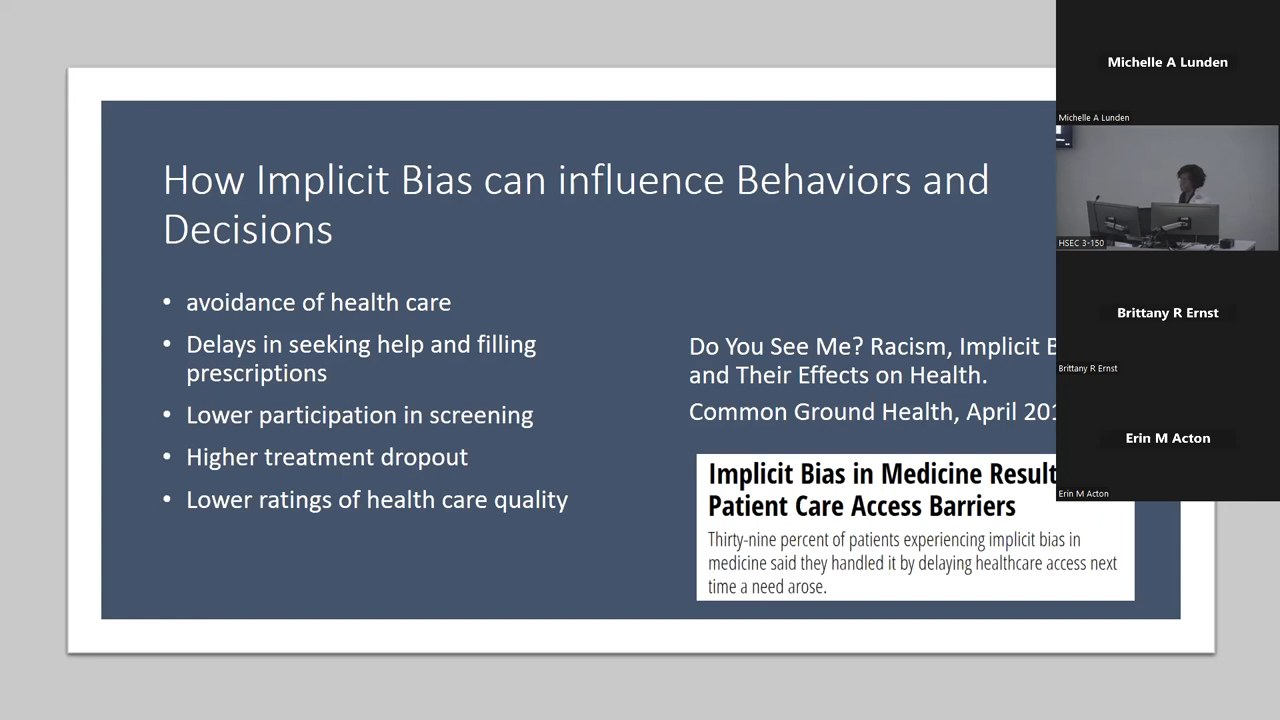 How Implicit Bias can influence Behaviors and
Decisions
• avoidance of health care
• Delays in seeking help and filling
prescriptions
• Lower participation in screening
• Higher treatment dropout
• Lower ratings of health care quality
Do You See Me? Racism, Implicit
and Their Effects on Health.
Common Ground Health, April
Implicit Bias in Medicine
Patient Care Access Barriers
Thirty-nine percent of patients experiencing implicit bias in
medicine said they handled it by delaying healthcare access next
time a need arose.
Michelle A Lunden
Michelle A Lunden
HSEC 3-150
Brittany R Ernst
Brittany R Ernst
Erin M Acton
Erin M Acton